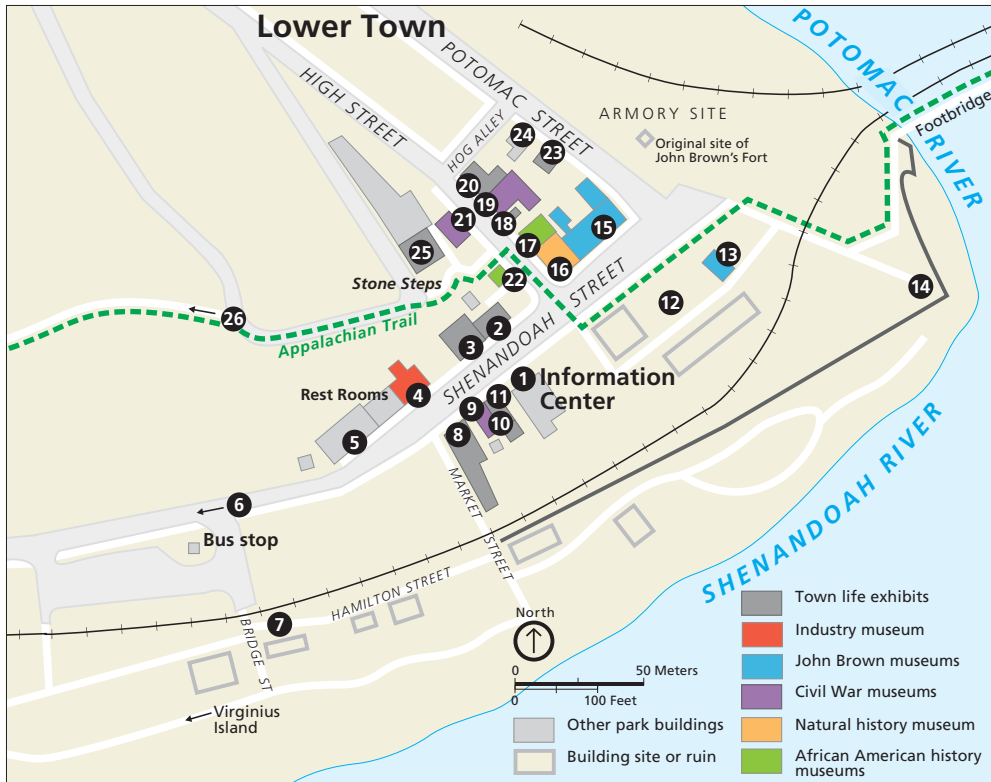 Lower Town
POTOMAC STREET
HIGH STREET
HOG ALLEY
ARMORY SITE
Original site of
John Brown's Fort
POTOMAC RIVER
Footbridge
24
23
20
19
21
18
17
15
25
16
22
13
14
12
Stone Steps
26
Appalachian Trail
2
3
SHENANDOAH STREET
1
Information
Center
Rest Rooms
4
11
9
10
8
5
6
Bus stop
MARKET STREET
SHENANDOAH RIVER
HAMILTON STREET
7
BRIDGE ST
Virginius
Island
North
0
50 Meters
0
100 Feet
Other park buildings
Building site or ruin
Town life exhibits
Industry museum
John Brown museums
Civil War museums
Natural history museum
African American history
museums